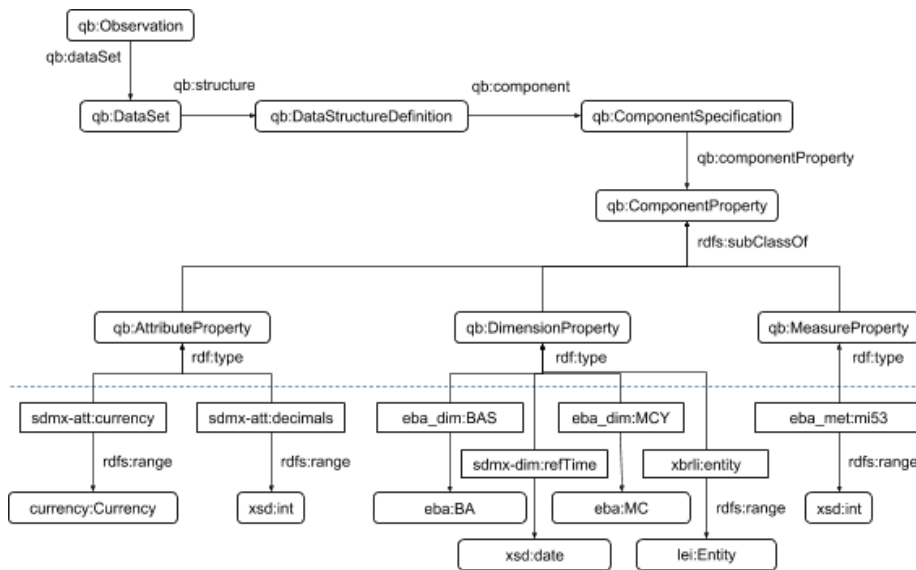 qb:Observation
qb:dataSet
qb:structure
qb:component
qb:DataSet
qb:DataStructureDefinition
qb:ComponentSpecification
qb:componentProperty
qb:ComponentProperty
rdfs:subClassOf
qb:AttributeProperty
qb:DimensionProperty
qb:MeasureProperty
rdf:type
rdf:type
rdf:type
sdmx-att:currency
sdmx-att:decimals
eba_dim:BAS
eba_dim:MCY
eba_met:mi53
rdfs:range
rdfs:range
sdmx-dim:refTime
xbrli:entity
rdfs:range
currency:Currency
xsd:int
eba:BA
eba:MC
rdfs:range
xsd:int
xsd:date
lei:Entity